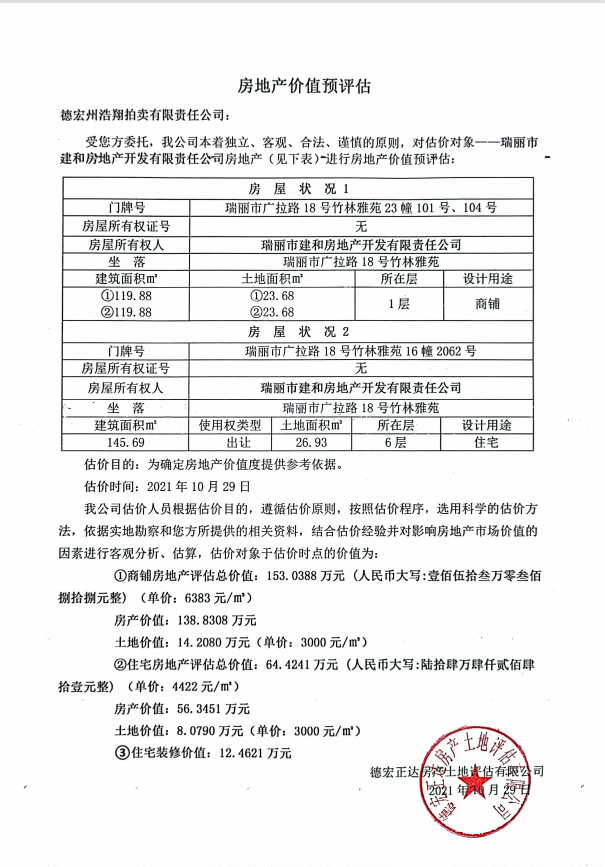 房地产价值预评估
德宏州浩翔拍卖有限责任公司：
受您方委托，我公司本着独立、客观、合法、谨慎的原则，对估价对象——瑞丽市
建和房地产开发有限责任公司房地产（见下表）进行房地产价值预评估：
房 屋 状 况 1
门牌号 瑞丽市广拉路 18 号竹林雅苑 23 幢 101 号、104 号
房屋所有权证号 无
房屋所有权人 瑞丽市建和房地产开发有限责任公司
坐 落 瑞丽市广拉路 18 号竹林雅苑
建筑面积㎡ 土地面积㎡ 所在层 设计用途
①119.88 ①23.68 1 层 商铺
②119.88 ②23.68
房 屋 状 况 2
门牌号 瑞丽市广拉路 18 号竹林雅苑 16 幢 2062 号
房屋所有权证号 无
房屋所有权人 瑞丽市建和房地产开发有限责任公司
坐 落 瑞丽市广拉路 18 号竹林雅苑
建筑面积㎡ 使用权类型 土地面积㎡ 所在层 设计用途
145.69 出让 26.93 6 层 住宅
估价目的：为确定房地产价值度提供参考依据。
估价时间：2021 年 10 月 29 日
我公司估价人员根据估价目的，遵循估价原则，按照估价程序，选用科学的估价方
法，依据实地勘察和您方所提供的相关资料，结合估价经验并对影响房地产市场价值的
因素进行客观分析、估算，估价对象于估价时点的价值为：
①商铺房地产评估总价值：153.0388 万元（人民币大写:壹佰伍拾叁万零叁佰
捌拾捌元整）（单价：6383 元/㎡）
房产价值：138.8308 万元
土地价值：14.2080 万元（单价：3000 元/㎡）
②住宅房地产评估总价值：64.4241 万元（人民币大写:陆拾肆万肆仟贰佰肆
拾壹元整）（单价：4422 元/㎡）
房产价值：56.3451 万元
土地价值：8.0790 万元（单价：3000 元/㎡）
③住宅装修价值：12.4621 万元
德宏正达房产土地评估有限公司
2021 年 10 月 29 日
德宏正达房产土地评估有限公司